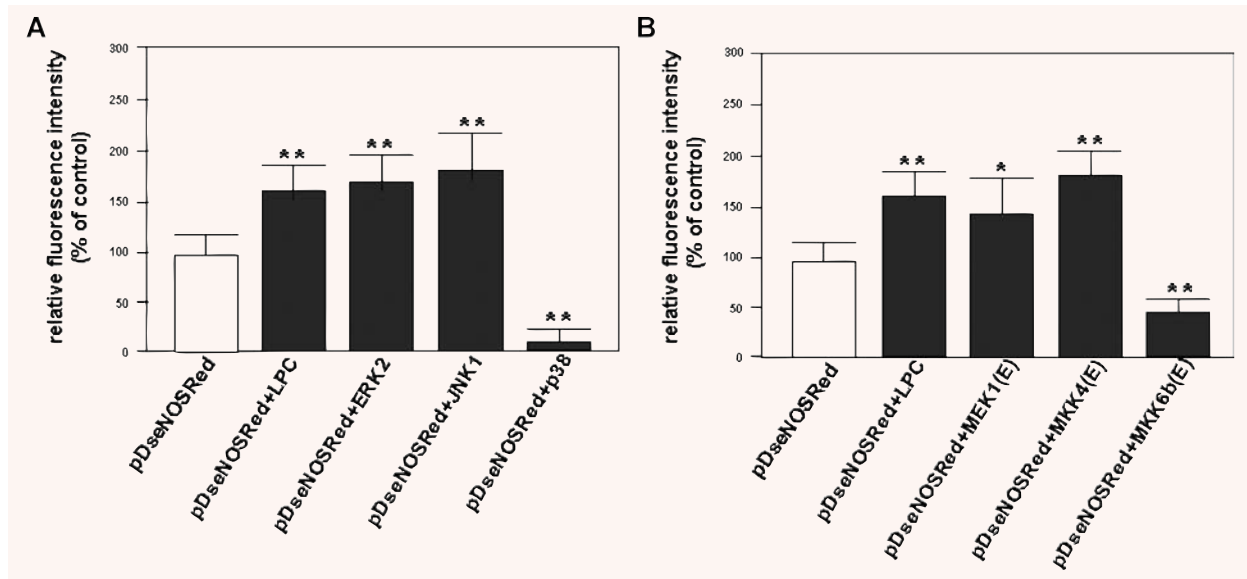 A
relative fluorescence intensity
(% of control)
300
250
200
150
100
50
0
**
**
**
**
pDseNOSRed
pDseNOSRed+LPC
pDseNOSRed+ERK2
pDseNOSRed+JNK1
pDseNOSRed+p38
B
relative fluorescence intensity
(% of control)
300
250
200
150
100
50
0
**
*
**
**
pDseNOSRed
pDseNOSRed+LPC
pDseNOSRed+MEK1(E)
pDseNOSRed+MKK4(E)
pDseNOSRed+MKK6b(E)